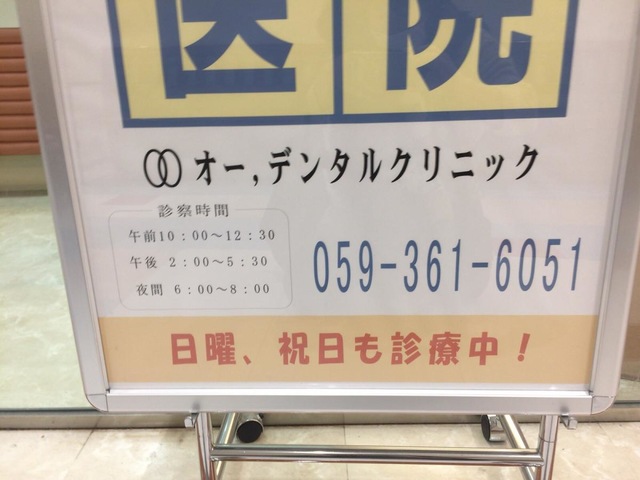 医院
オー,デンタルクリニック
診察時間
午前10:00～12:30
午後 2:00～5:30
夜間 6:00～8:00
059-361-6051
日曜、祝日も診療中！